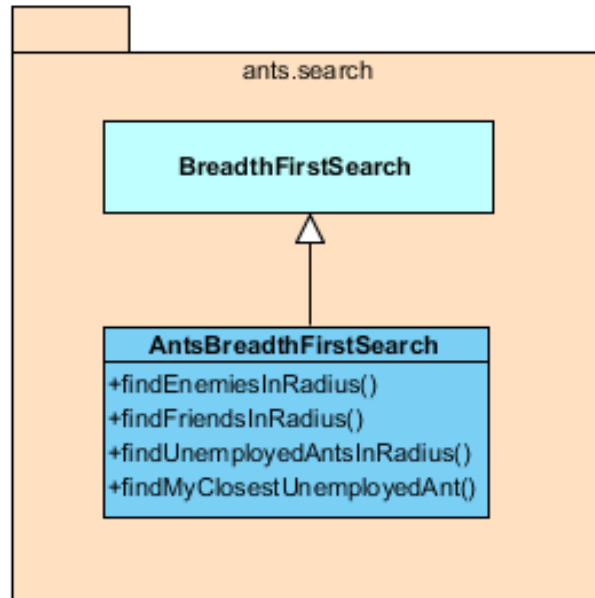 ants.search
BreadthFirstSearch
AntsBreadthFirstSearch
+findEnemiesInRadius()
+findFriendsInRadius()
+findUnemployedAntsInRadius()
+findMyClosestUnemployedAnt()